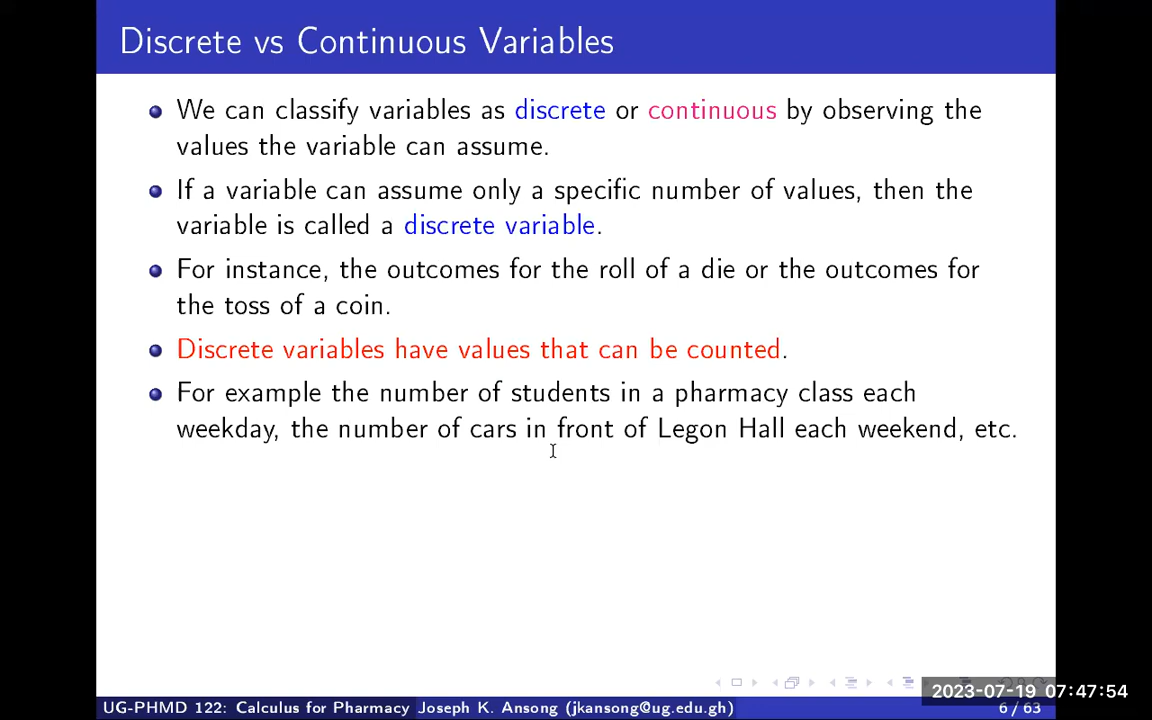 Discrete vs Continuous Variables
We can classify variables as discrete or continuous by observing the
values the variable can assume.
If a variable can assume only a specific number of values, then the
variable is called a discrete variable.
For instance, the outcomes for the roll of a die or the outcomes for
the toss of a coin.
Discrete variables have values that can be counted.
For example the number of students in a pharmacy class each
weekday, the number of cars in front of Legon Hall each weekend, etc.
2023-07-19 07:47:54
UG-PHMD 122: Calculus for Pharmacy Joseph K. Ansong (jkansong@ug.edu.gh) 6 / 63